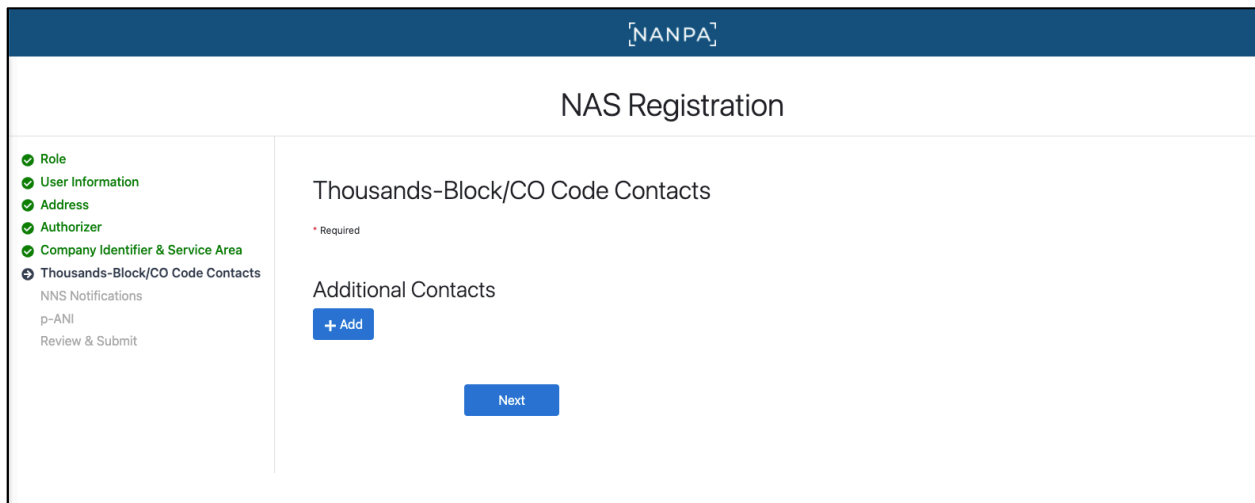 NANPA
NAS Registration
Role
User Information
Address
Authorizer
Company Identifier & Service Area
Thousands-Block/CO Code Contacts
NNS Notifications
p-ANI
Review & Submit
Thousands-Block/CO Code Contacts
* Required
Additional Contacts
+ Add
Next